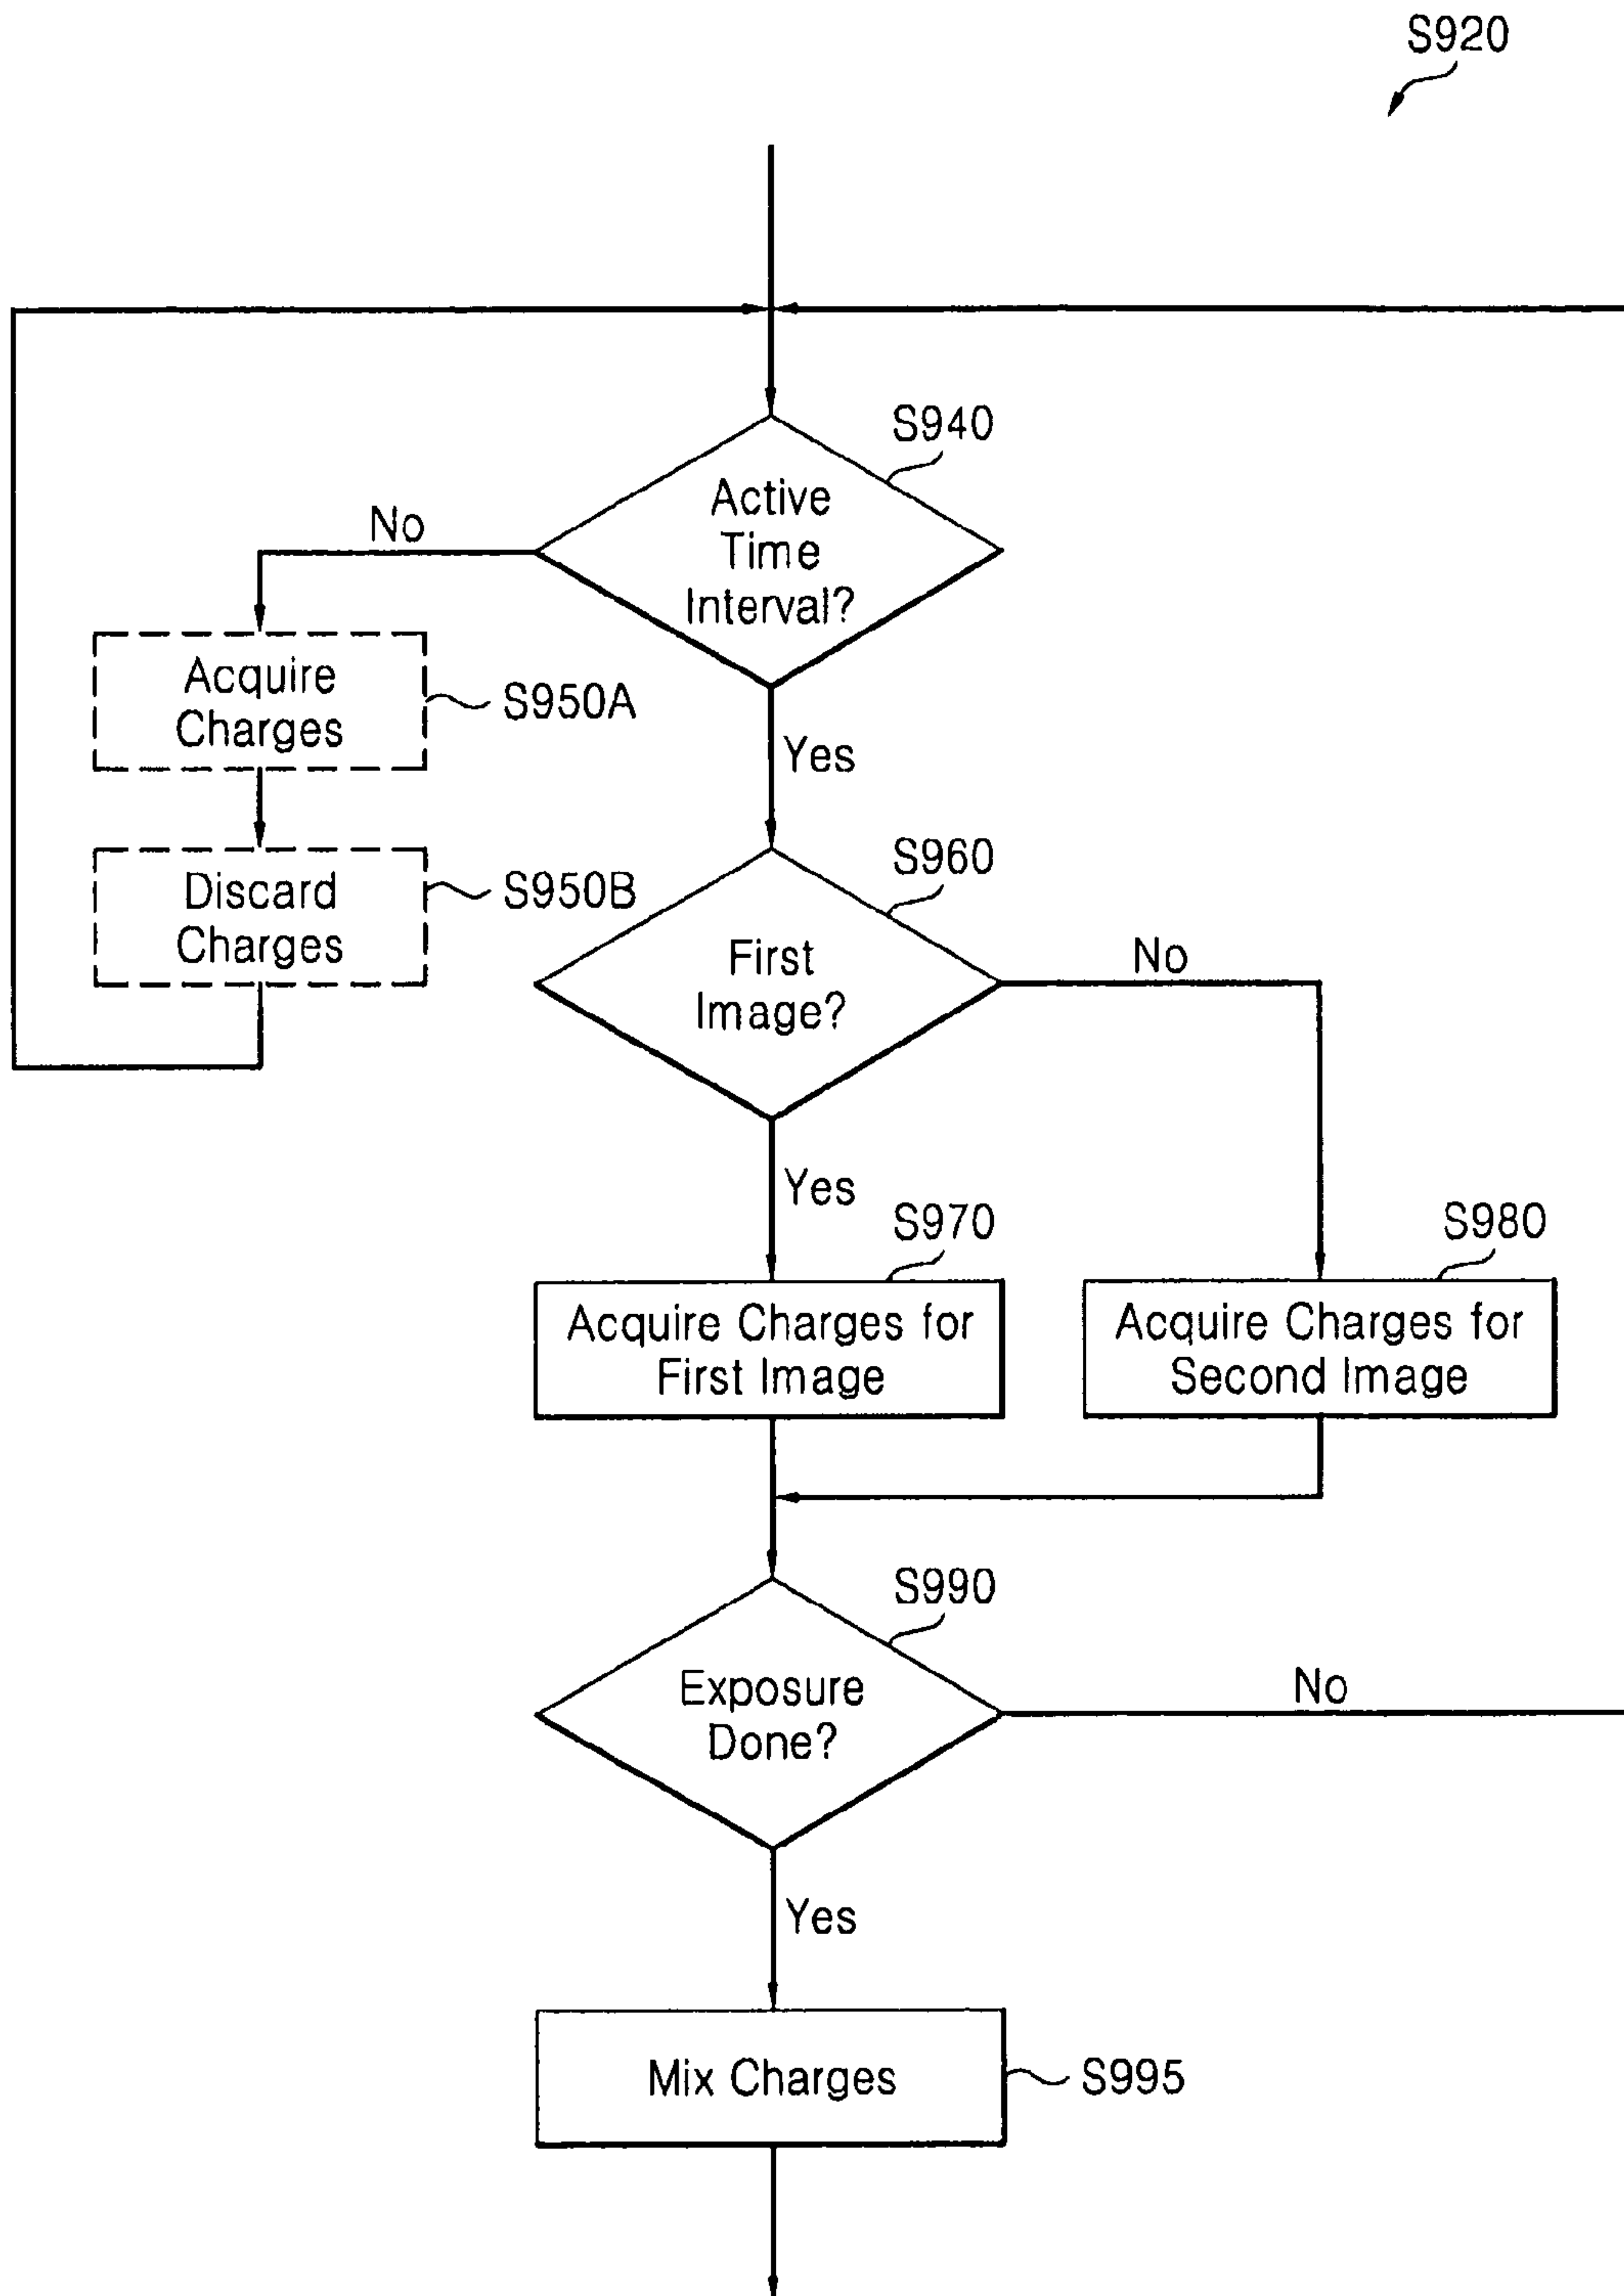 S920
S940
Active
Time
Interval?
No
Acquire
Charges
S950A
Yes
Discard
Charges
S950B
S960
First
Image?
No
Yes
S970
S980
Acquire Charges for
First Image
Acquire Charges for
Second Image
S990
Exposure
Done?
No
Yes
Mix Charges
S995